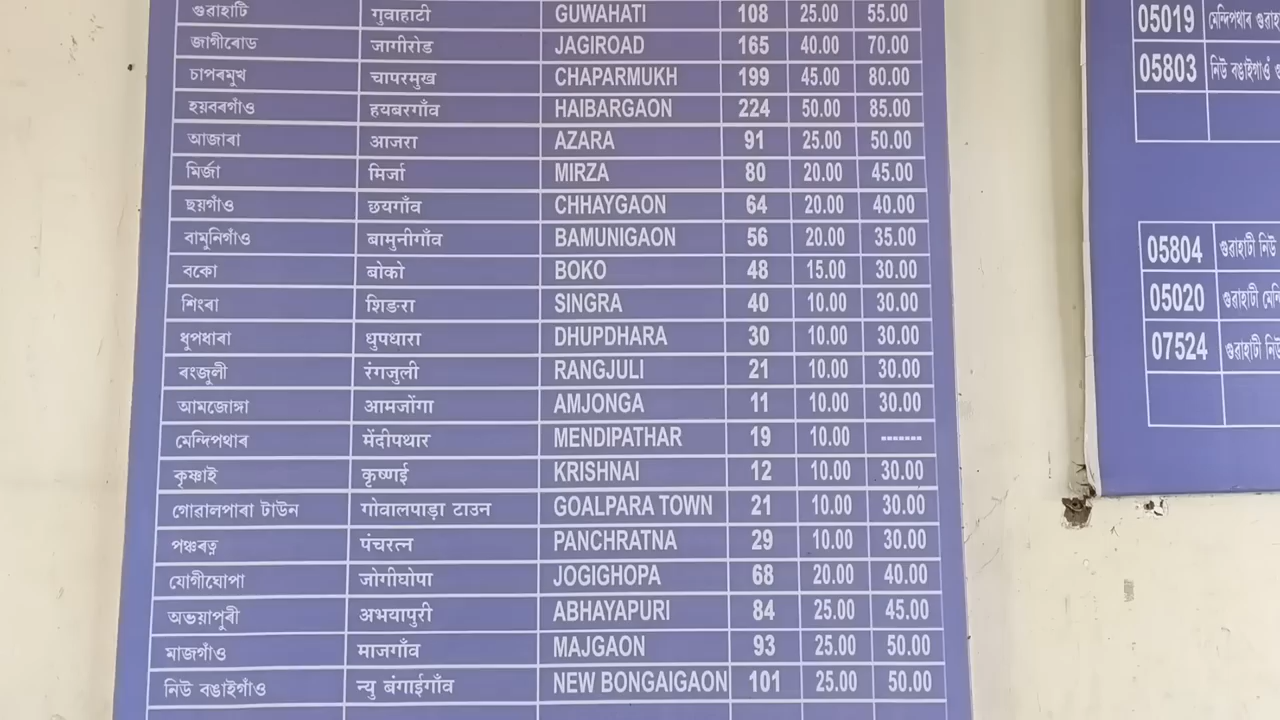 গুৱাহাটি गुवाहाटी GUWAHATI 108 25.00 55.00
জাগীৰোড जागीरोड JAGIROAD 165 40.00 70.00
চাপৰমুখ चापरमुख CHAPARMUKH 199 45.00 80.00
হয়বৰগাঁও हयबरगाँव HAIBARGAON 224 50.00 85.00
আজাৰা आजरा AZARA 91 25.00 50.00
মিৰ্জা मिर्जा MIRZA 80 20.00 45.00
ছয়গাঁও छयगाँव CHHAYGAON 64 20.00 40.00
বামুনিগাঁও बामुनीगाँव BAMUNIGAON 56 20.00 35.00
বকো बोको BOKO 48 15.00 30.00
শিংৰা शिङरा SINGRA 40 10.00 30.00
ধুপধাৰা धुपधारा DHUPDHARA 30 10.00 30.00
ৰংজুলী रंगजुली RANGJULI 21 10.00 30.00
আমজোঙ্গা आमजोंगा AMJONGA 11 10.00 30.00
মেন্দিপথাৰ मेंदीपथार MENDIPATHAR 19 10.00 -------
কৃষ্ণাই कृष्णई KRISHNAI 12 10.00 30.00
গোৱালপাৰা টাউন गोवालपाड़ा टाउन GOALPARA TOWN 21 10.00 30.00
পঞ্চৰত্ন पंचरत्न PANCHRATNA 29 10.00 30.00
যোগীঘোপা जोगीघोपा JOGIGHOPA 68 20.00 40.00
অভয়াপুৰী अभयापुरी ABHAYAPURI 84 25.00 45.00
মাজগাঁও माजगाँव MAJGAON 93 25.00 50.00
নিউ বঙাইগাঁও न्यु बंगाईगाँव NEW BONGAIGAON 101 25.00 50.00
05019 মেন্দিপথাৰ
05803 নিউ বঙাইগাওঁ
05804 গুৱাহাটী নিউ
05020 গুৱাহাটী
07524 গুৱাহাটী